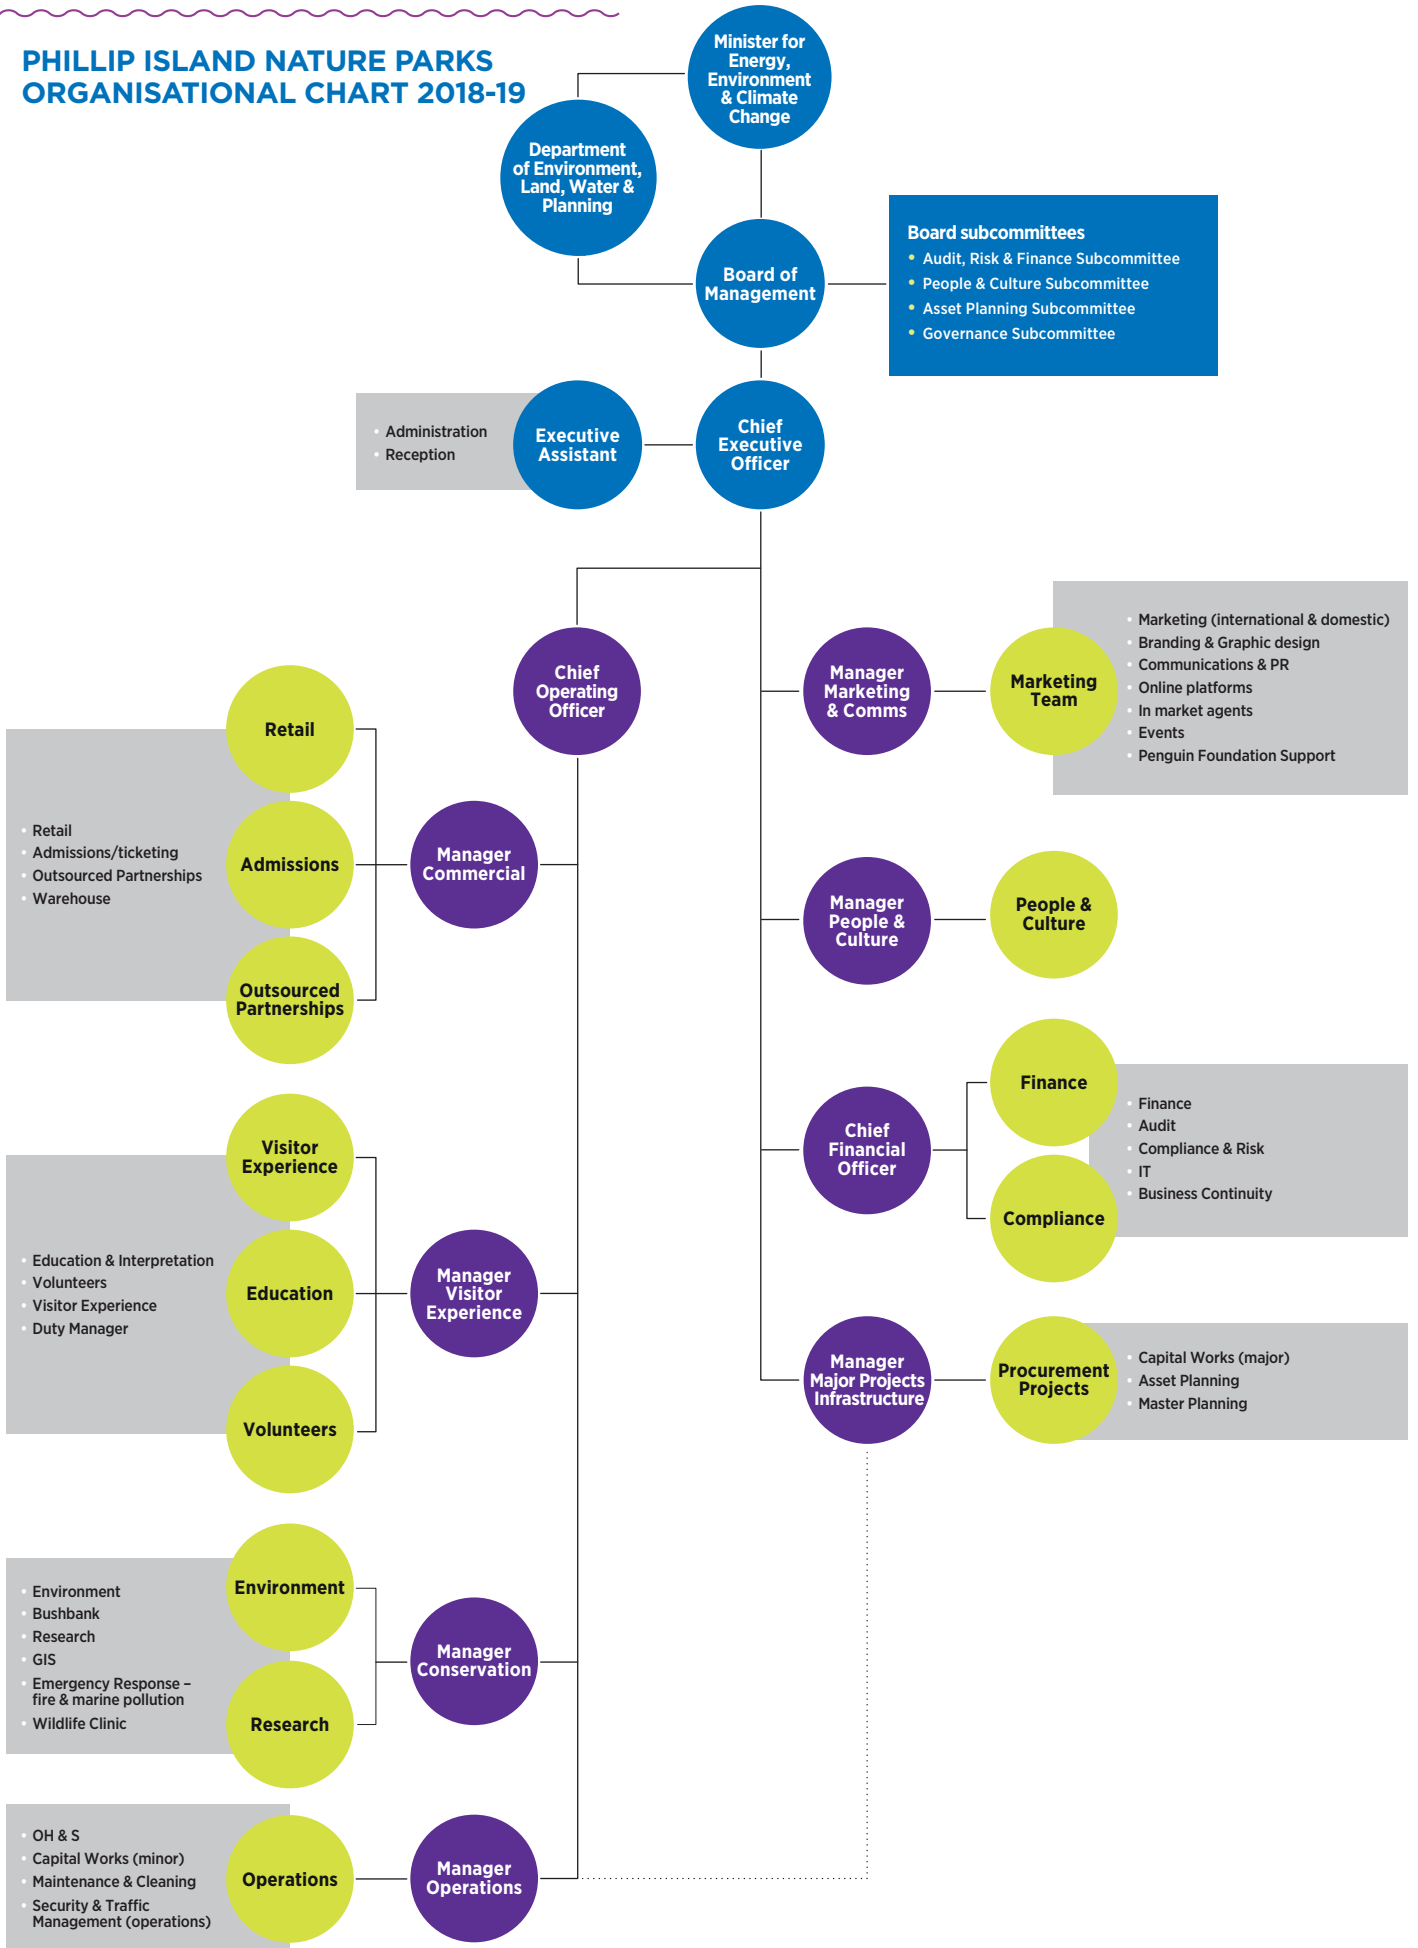 PHILLIP ISLAND NATURE PARKS
ORGANISATIONAL CHART 2018-19
Minister for
Energy,
Environment
& Climate
Change
Department
of Environment,
Land, Water &
Planning
Board of
Management
Board subcommittees
• Audit, Risk & Finance Subcommittee
• People & Culture Subcommittee
• Asset Planning Subcommittee
• Governance Subcommittee
• Administration
• Reception
Executive
Assistant
Chief
Executive
Officer
Chief
Operating
Officer
Manager
Marketing
& Comms
Marketing
Team
• Marketing (international & domestic)
• Branding & Graphic design
• Communications & PR
• Online platforms
• In market agents
• Events
• Penguin Foundation Support
Retail
Admissions
Outsourced
Partnerships
• Retail
• Admissions/ticketing
• Outsourced Partnerships
• Warehouse
Manager
Commercial
Manager
People &
Culture
People &
Culture
Chief
Financial
Officer
Finance
Compliance
• Finance
• Audit
• Compliance & Risk
• IT
• Business Continuity
Visitor
Experience
Education
Volunteers
• Education & Interpretation
• Volunteers
• Visitor Experience
• Duty Manager
Manager
Visitor
Experience
Manager
Major Projects
Infrastructure
Procurement
Projects
• Capital Works (major)
• Asset Planning
• Master Planning
Environment
Research
• Environment
• Bushbank
• Research
• GIS
• Emergency Response –
fire & marine pollution
• Wildlife Clinic
Manager
Conservation
• OH & S
• Capital Works (minor)
• Maintenance & Cleaning
• Security & Traffic
Management (operations)
Operations
Manager
Operations